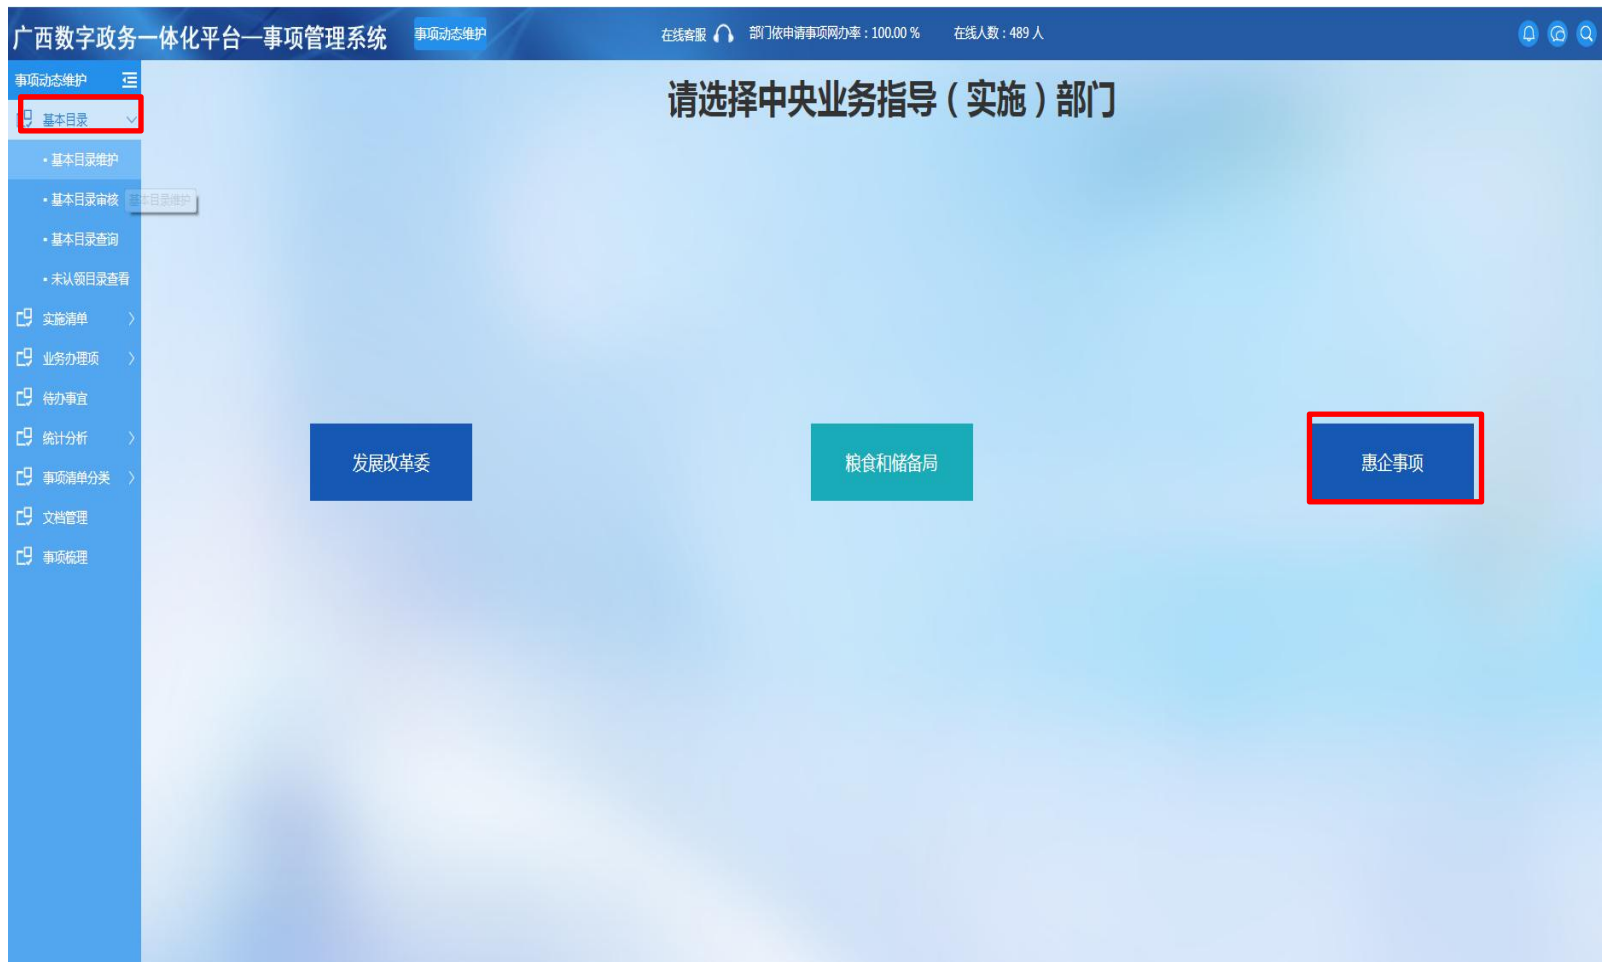 广西数字政务一体化平台—事项管理系统
事项动态维护
在线客服
部门依申请事项网办率：100.00 %
在线人数：489 人
事项动态维护
请选择中央业务指导（实施）部门
基本目录
• 基本目录维护
• 基本目录审核
基本目录维护
• 基本目录查询
• 未认领目录查看
实施清单
业务办理项
待办事宜
统计分析
事项清单分类
文档管理
事项梳理
发展改革委
粮食和储备局
惠企事项